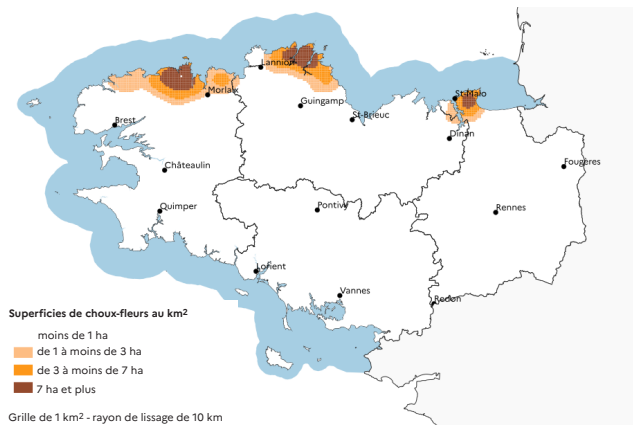 Lannion
St-Malo
Morlaix
Guingamp
St-Brieuc
Brest
Dinan
Fougères
Châteaulin
Quimper
Pontivy
Rennes
Lorient
Vannes
Redon
Superficies de choux-fleurs au km2
moins de 1 ha
de 1 à moins de 3 ha
de 3 à moins de 7 ha
7 ha et plus
Grille de 1 km2 - rayon de lissage de 10 km